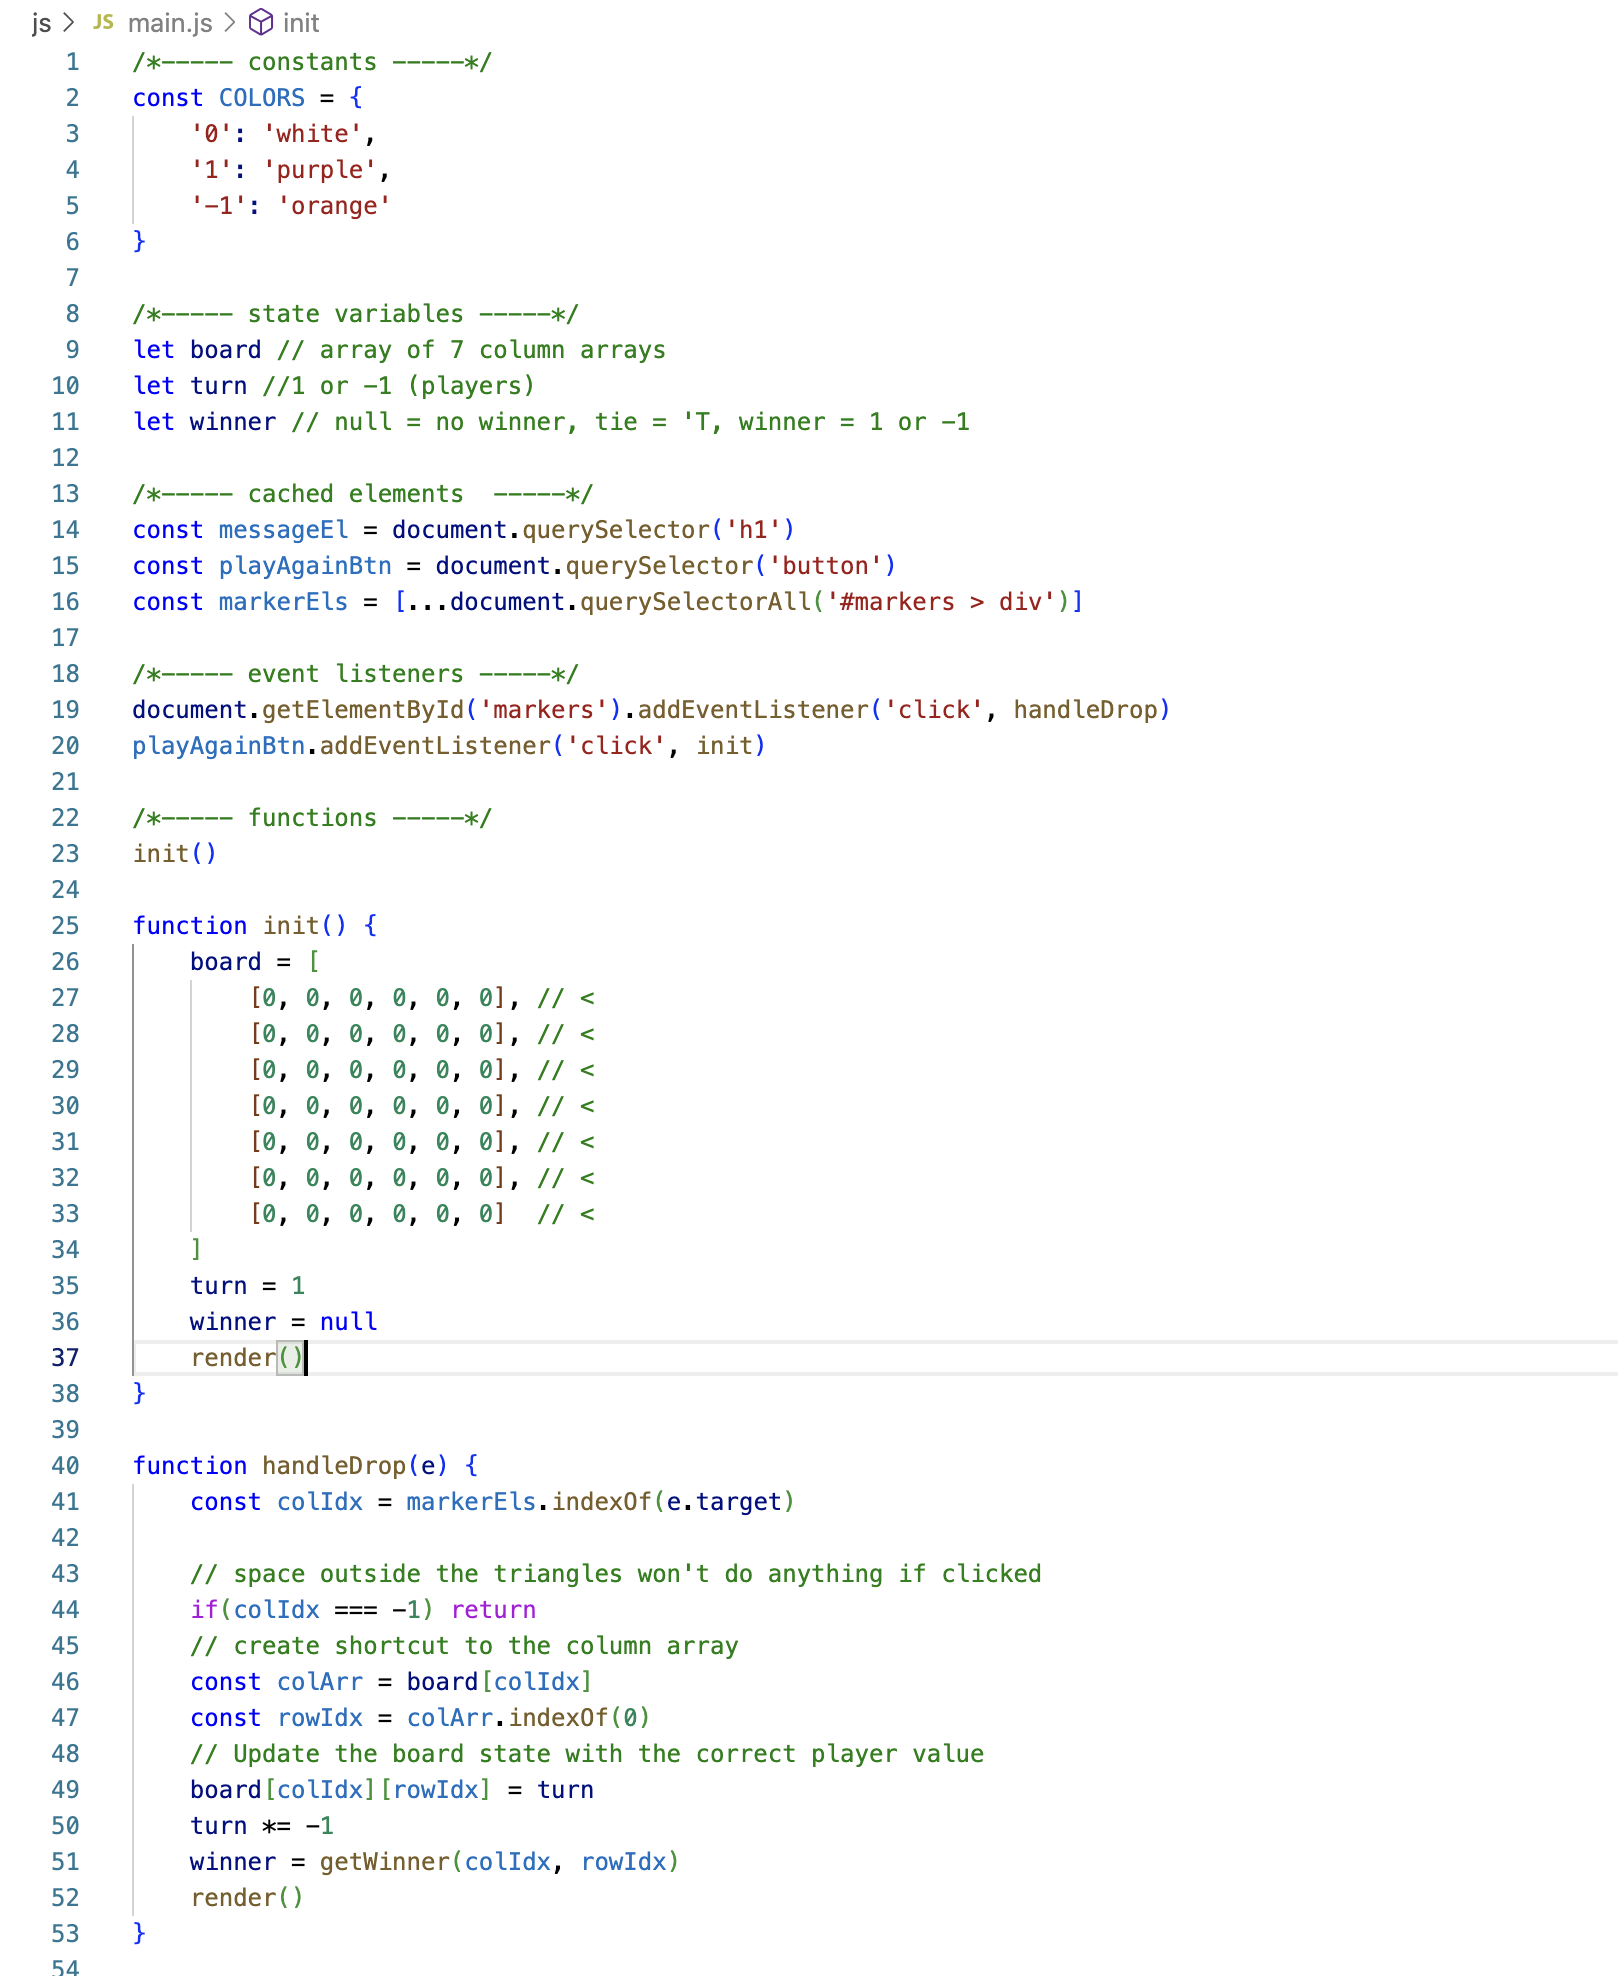 js > JS main.js > init
1 /*----- constants -----*/
2 const COLORS = {
3     '0': 'white',
4     '1': 'purple',
5     '-1': 'orange'
6 }
7
8 /*----- state variables -----*/
9 let board // array of 7 column arrays
10 let turn //1 or -1 (players)
11 let winner // null = no winner, tie = 'T, winner = 1 or -1
12
13 /*----- cached elements  -----*/
14 const messageEl = document.querySelector('h1')
15 const playAgainBtn = document.querySelector('button')
16 const markerEls = [...document.querySelectorAll('#markers > div')]
17
18 /*----- event listeners -----*/
19 document.getElementById('markers').addEventListener('click', handleDrop)
20 playAgainBtn.addEventListener('click', init)
21
22 /*----- functions -----*/
23 init()
24
25 function init() {
26     board = [
27         [0, 0, 0, 0, 0, 0], // <
28         [0, 0, 0, 0, 0, 0], // <
29         [0, 0, 0, 0, 0, 0], // <
30         [0, 0, 0, 0, 0, 0], // <
31         [0, 0, 0, 0, 0, 0], // <
32         [0, 0, 0, 0, 0, 0], // <
33         [0, 0, 0, 0, 0, 0]  // <
34     ]
35     turn = 1
36     winner = null
37     render()
38 }
39
40 function handleDrop(e) {
41     const colIdx = markerEls.indexOf(e.target)
42
43     // space outside the triangles won't do anything if clicked
44     if(colIdx === -1) return
45     // create shortcut to the column array
46     const colArr = board[colIdx]
47     const rowIdx = colArr.indexOf(0)
48     // Update the board state with the correct player value
49     board[colIdx][rowIdx] = turn
50     turn *= -1
51     winner = getWinner(colIdx, rowIdx)
52     render()
53 }
54